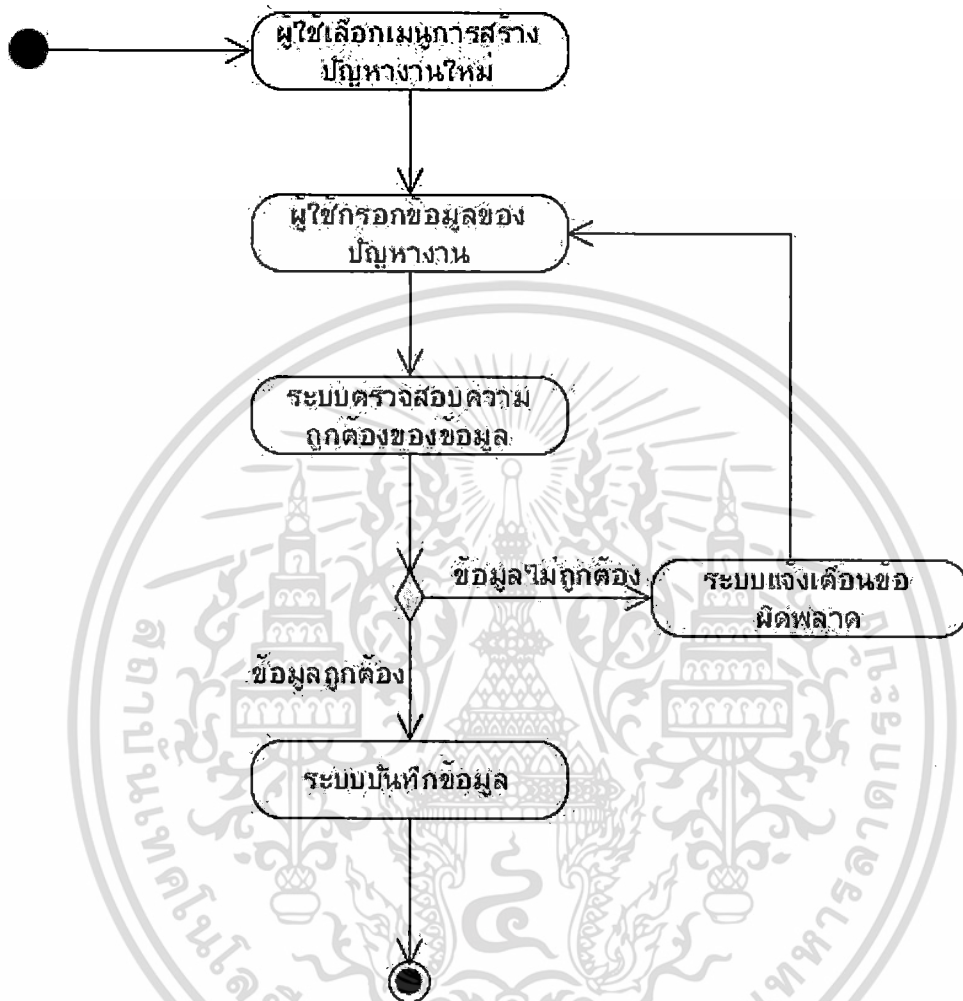 ผู้ใช้เลือกเมนูการสร้าง
ปัญหางานใหม่
ผู้ใช้กรอกข้อมูลของ
ปัญหางาน
ระบบตรวจสอบความ
ถูกต้องของข้อมูล
ข้อมูลไม่ถูกต้อง
ระบบแจ้งเตือนข้อ
ผิดพลาด
ข้อมูลถูกต้อง
ระบบบันทึกข้อมูล